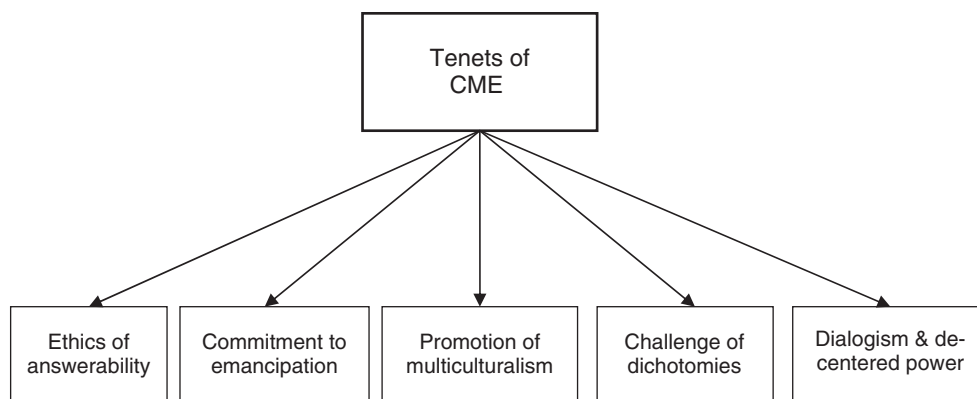 Tenets of
CME
Ethics of
answerability
Commitment to
emancipation
Promotion of
multiculturalism
Challenge of
dichotomies
Dialogism & de-
centered power